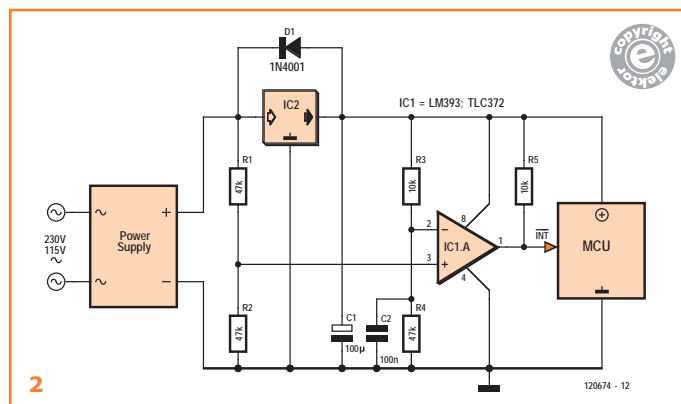 D1
1N4001
copyright
e
elektor
IC2
IC1 = LM393; TLC372
R1
47k
R3
10k
R5
10k
8
2
−
1
IC1.A
3
+
4
INT
MCU
230V
115V
Power
Supply
+
−
R2
47k
C1
100µ
C2
100n
R4
47k
2
120674 - 12